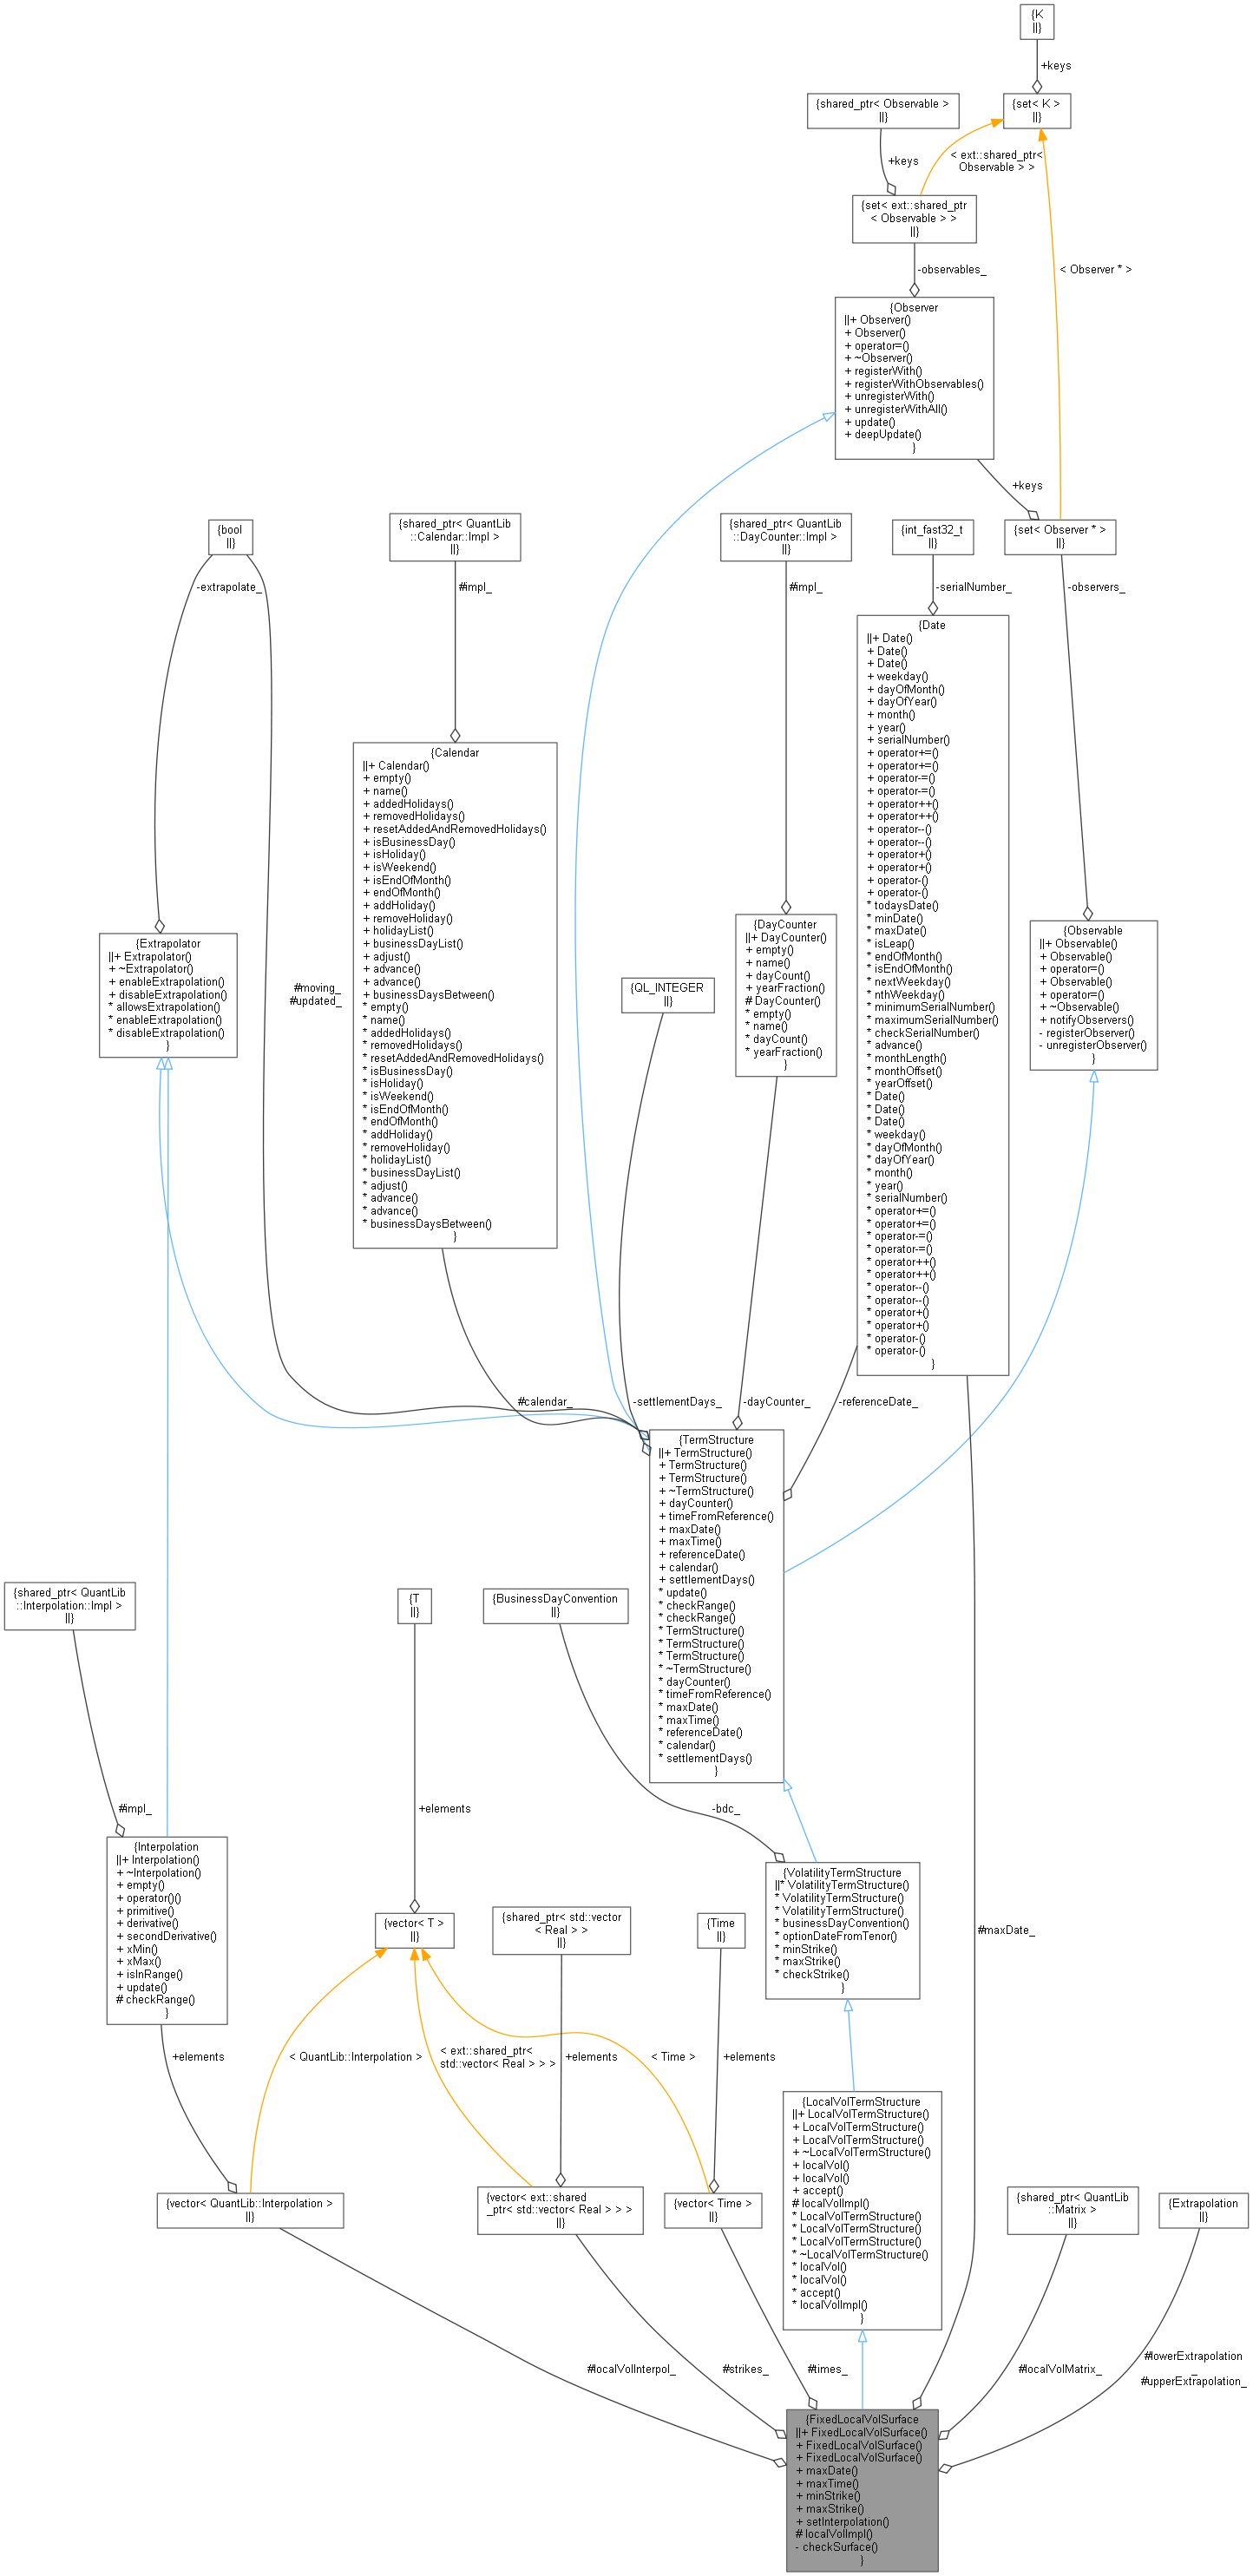 {K
||}
+keys
{shared_ptr< Observable >
||}
{set< K >
||}
+keys
< ext::shared_ptr<
Observable > >
{set< ext::shared_ptr
< Observable > >
||}
-observables_
< Observer * >
{Observer
||+ Observer()
+ Observer()
+ operator=()
+ ~Observer()
+ registerWith()
+ registerWithObservables()
+ unregisterWith()
+ unregisterWithAll()
+ update()
+ deepUpdate()
}
+keys
{bool
||}
{shared_ptr< QuantLib
::Calendar::Impl >
||}
{shared_ptr< QuantLib
::DayCounter::Impl >
||}
{int_fast32_t
||}
{set< Observer * >
||}
-extrapolate_
#impl_
#impl_
-serialNumber_
-observers_
{Date
||+ Date()
+ Date()
+ Date()
+ weekday()
+ dayOfMonth()
+ dayOfYear()
+ month()
+ year()
+ serialNumber()
+ operator+=()
+ operator+=()
+ operator-=()
+ operator-=()
+ operator++()
+ operator++()
+ operator--()
+ operator--()
+ operator+()
+ operator+()
+ operator-()
+ operator-()
* todaysDate()
* minDate()
* maxDate()
* isLeap()
* endOfMonth()
* isEndOfMonth()
* nextWeekday()
* nthWeekday()
* minimumSerialNumber()
* maximumSerialNumber()
* checkSerialNumber()
* advance()
* monthLength()
* monthOffset()
* yearOffset()
* Date()
* Date()
* Date()
* weekday()
* dayOfMonth()
* dayOfYear()
* month()
* year()
* serialNumber()
* operator+=()
* operator+=()
* operator-=()
* operator-=()
* operator++()
* operator++()
* operator--()
* operator--()
* operator+()
* operator+()
* operator-()
* operator-()
}
{Calendar
||+ Calendar()
+ empty()
+ name()
+ addedHolidays()
+ removedHolidays()
+ resetAddedAndRemovedHolidays()
+ isBusinessDay()
+ isHoliday()
+ isWeekend()
+ isEndOfMonth()
+ endOfMonth()
+ addHoliday()
+ removeHoliday()
+ holidayList()
+ businessDayList()
+ adjust()
+ advance()
+ advance()
+ businessDaysBetween()
* empty()
* name()
* addedHolidays()
* removedHolidays()
* resetAddedAndRemovedHolidays()
* isBusinessDay()
* isHoliday()
* isWeekend()
* isEndOfMonth()
* endOfMonth()
* addHoliday()
* removeHoliday()
* holidayList()
* businessDayList()
* adjust()
* advance()
* advance()
* businessDaysBetween()
}
{Extrapolator
||+ Extrapolator()
+ ~Extrapolator()
+ enableExtrapolation()
+ disableExtrapolation()
* allowsExtrapolation()
* enableExtrapolation()
* disableExtrapolation()
}
#moving_
#updated_
{QL_INTEGER
||}
{DayCounter
||+ DayCounter()
+ empty()
+ name()
+ dayCount()
+ yearFraction()
# DayCounter()
* empty()
* name()
* dayCount()
* yearFraction()
}
{Observable
||+ Observable()
+ Observable()
+ operator=()
+ Observable()
+ operator=()
+ ~Observable()
+ notifyObservers()
- registerObserver()
- unregisterObserver()
}
#calendar_
-settlementDays_
-dayCounter_
-referenceDate_
{TermStructure
||+ TermStructure()
+ TermStructure()
+ TermStructure()
+ ~TermStructure()
+ dayCounter()
+ timeFromReference()
+ maxDate()
+ maxTime()
+ referenceDate()
+ calendar()
+ settlementDays()
* update()
* checkRange()
* checkRange()
* TermStructure()
* TermStructure()
* TermStructure()
* ~TermStructure()
* dayCounter()
* timeFromReference()
* maxDate()
* maxTime()
* referenceDate()
* calendar()
* settlementDays()
}
{shared_ptr< QuantLib
::Interpolation::Impl >
||}
{T
||}
{BusinessDayConvention
||}
#impl_
+elements
-bdc_
{Interpolation
||+ Interpolation()
+ ~Interpolation()
+ empty()
+ operator()()
+ primitive()
+ derivative()
+ secondDerivative()
+ xMin()
+ xMax()
+ isInRange()
+ update()
# checkRange()
}
{vector< T >
||}
{shared_ptr< std::vector
< Real > >
||}
{Time
||}
{VolatilityTermStructure
||* VolatilityTermStructure()
* VolatilityTermStructure()
* VolatilityTermStructure()
* businessDayConvention()
* optionDateFromTenor()
* minStrike()
* maxStrike()
* checkStrike()
}
#maxDate_
+elements
< QuantLib::Interpolation >
< ext::shared_ptr<
std::vector< Real > > >
+elements
< Time >
+elements
{LocalVolTermStructure
||+ LocalVolTermStructure()
+ LocalVolTermStructure()
+ LocalVolTermStructure()
+ ~LocalVolTermStructure()
+ localVol()
+ localVol()
+ accept()
# localVolImpl()
* LocalVolTermStructure()
* LocalVolTermStructure()
* LocalVolTermStructure()
* ~LocalVolTermStructure()
* localVol()
* localVol()
* accept()
* localVolImpl()
}
{vector< QuantLib::Interpolation >
||}
{vector< ext::shared
_ptr< std::vector< Real > > >
||}
{vector< Time >
||}
{shared_ptr< QuantLib
::Matrix >
||}
{Extrapolation
||}
#localVolInterpol_
#strikes_
#times_
#localVolMatrix_
#lowerExtrapolation
_
#upperExtrapolation_
{FixedLocalVolSurface
||+ FixedLocalVolSurface()
+ FixedLocalVolSurface()
+ FixedLocalVolSurface()
+ maxDate()
+ maxTime()
+ minStrike()
+ maxStrike()
+ setInterpolation()
# localVolImpl()
- checkSurface()
}